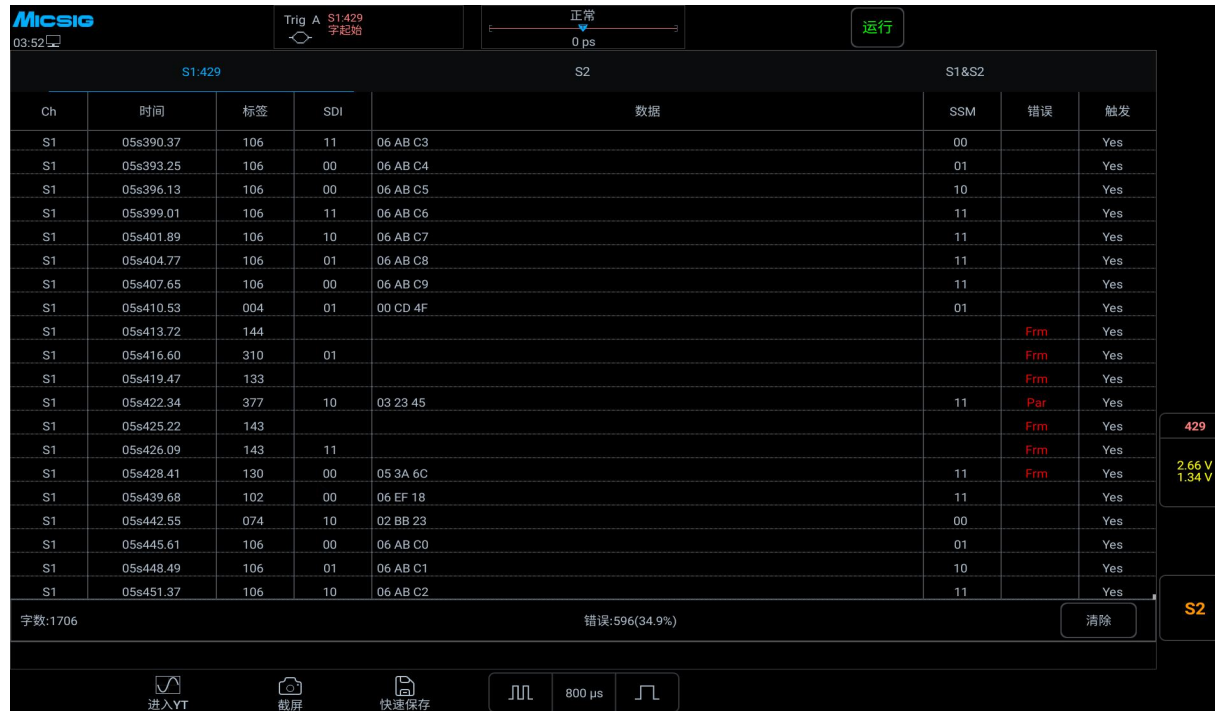 Micsig
03:52
Trig A S1:429
字起始
正常
0 ps
运行
S1:429 S2 S1&S2
Ch 时间 标签 SDI 数据 SSM 错误 触发
S1 05s390.37 106 11 06 AB C3 00 Yes
S1 05s393.25 106 00 06 AB C4 01 Yes
S1 05s396.13 106 00 06 AB C5 10 Yes
S1 05s399.01 106 11 06 AB C6 11 Yes
S1 05s401.89 106 10 06 AB C7 11 Yes
S1 05s404.77 106 01 06 AB C8 11 Yes
S1 05s407.65 106 00 06 AB C9 11 Yes
S1 05s410.53 004 01 00 CD 4F 01 Yes
S1 05s413.72 144 Frm Yes
S1 05s416.60 310 01 Frm Yes
S1 05s419.47 133 Frm Yes
S1 05s422.34 377 10 03 23 45 11 Par Yes
S1 05s425.22 143 Frm Yes
S1 05s426.09 143 11 Frm Yes
S1 05s428.41 130 00 05 3A 6C 11 Frm Yes
S1 05s439.68 102 00 06 EF 18 11 Yes
S1 05s442.55 074 10 02 BB 23 00 Yes
S1 05s445.61 106 00 06 AB C0 01 Yes
S1 05s448.49 106 01 06 AB C1 10 Yes
S1 05s451.37 106 10 06 AB C2 11 Yes
字数:1706 错误:596(34.9%) 清除
429
2.66 V
1.34 V
S2
进入YT 截屏 快速保存 800 μs